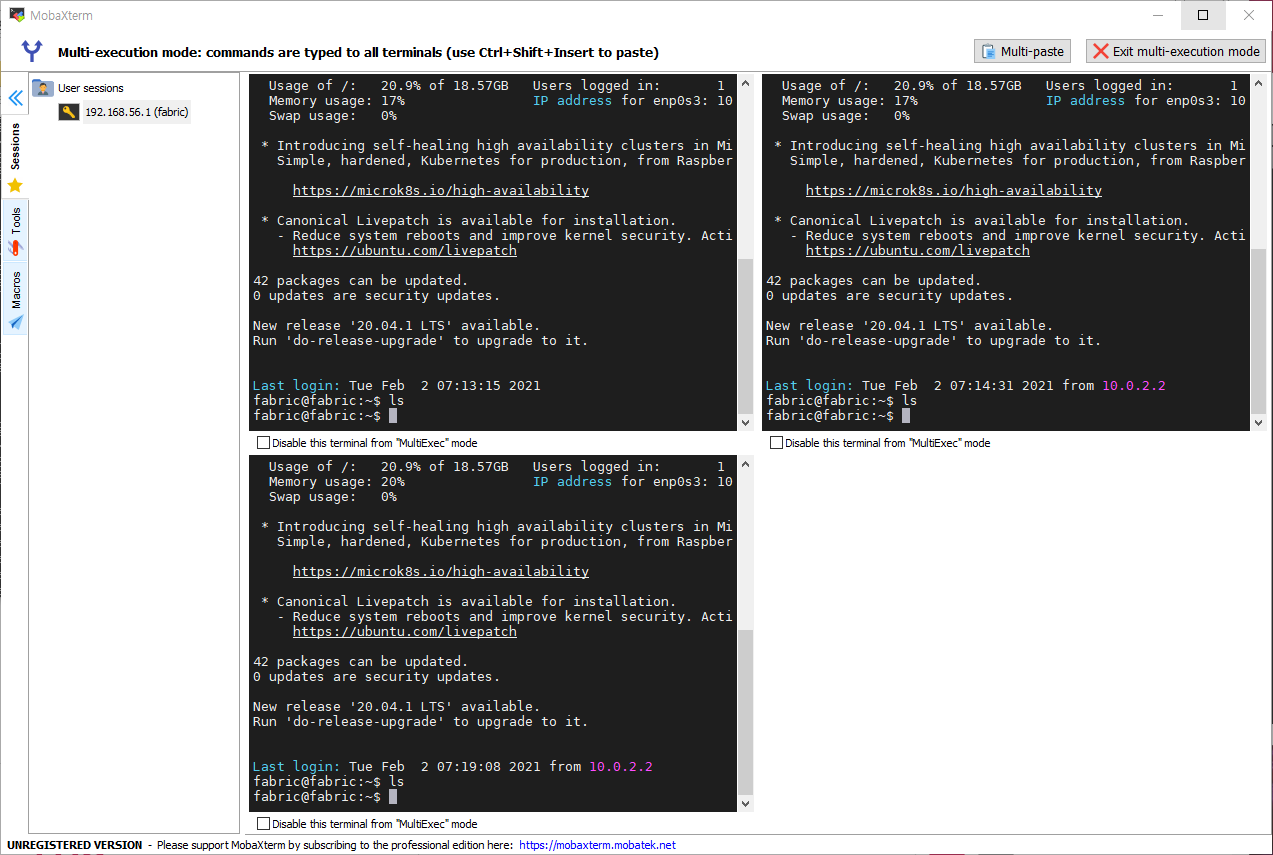 MobaXterm
Multi-execution mode: commands are typed to all terminals (use Ctrl+Shift+Insert to paste)
Multi-paste
Exit multi-execution mode
User sessions
192.168.56.1 (fabric)
Sessions
Tools
Macros
Usage of /:   20.9% of 18.57GB   Users logged in:       1
Memory usage: 17%                IP address for enp0s3: 10
Swap usage:   0%
* Introducing self-healing high availability clusters in Mi
Simple, hardened, Kubernetes for production, from Raspber
https://microk8s.io/high-availability
* Canonical Livepatch is available for installation.
- Reduce system reboots and improve kernel security. Acti
https://ubuntu.com/livepatch
42 packages can be updated.
0 updates are security updates.
New release '20.04.1 LTS' available.
Run 'do-release-upgrade' to upgrade to it.
Last login: Tue Feb  2 07:13:15 2021
fabric@fabric:~$ ls
fabric@fabric:~$
Disable this terminal from "MultiExec" mode
Usage of /:   20.9% of 18.57GB   Users logged in:       1
Memory usage: 17%                IP address for enp0s3: 10
Swap usage:   0%
* Introducing self-healing high availability clusters in Mi
Simple, hardened, Kubernetes for production, from Raspber
https://microk8s.io/high-availability
* Canonical Livepatch is available for installation.
- Reduce system reboots and improve kernel security. Acti
https://ubuntu.com/livepatch
42 packages can be updated.
0 updates are security updates.
New release '20.04.1 LTS' available.
Run 'do-release-upgrade' to upgrade to it.
Last login: Tue Feb  2 07:14:31 2021 from 10.0.2.2
fabric@fabric:~$ ls
fabric@fabric:~$
Disable this terminal from "MultiExec" mode
Usage of /:   20.9% of 18.57GB   Users logged in:       1
Memory usage: 20%                IP address for enp0s3: 10
Swap usage:   0%
* Introducing self-healing high availability clusters in Mi
Simple, hardened, Kubernetes for production, from Raspber
https://microk8s.io/high-availability
* Canonical Livepatch is available for installation.
- Reduce system reboots and improve kernel security. Acti
https://ubuntu.com/livepatch
42 packages can be updated.
0 updates are security updates.
New release '20.04.1 LTS' available.
Run 'do-release-upgrade' to upgrade to it.
Last login: Tue Feb  2 07:19:08 2021 from 10.0.2.2
fabric@fabric:~$ ls
fabric@fabric:~$
Disable this terminal from "MultiExec" mode
UNREGISTERED VERSION - Please support MobaXterm by subscribing to the professional edition here: https://mobaxterm.mobatek.net